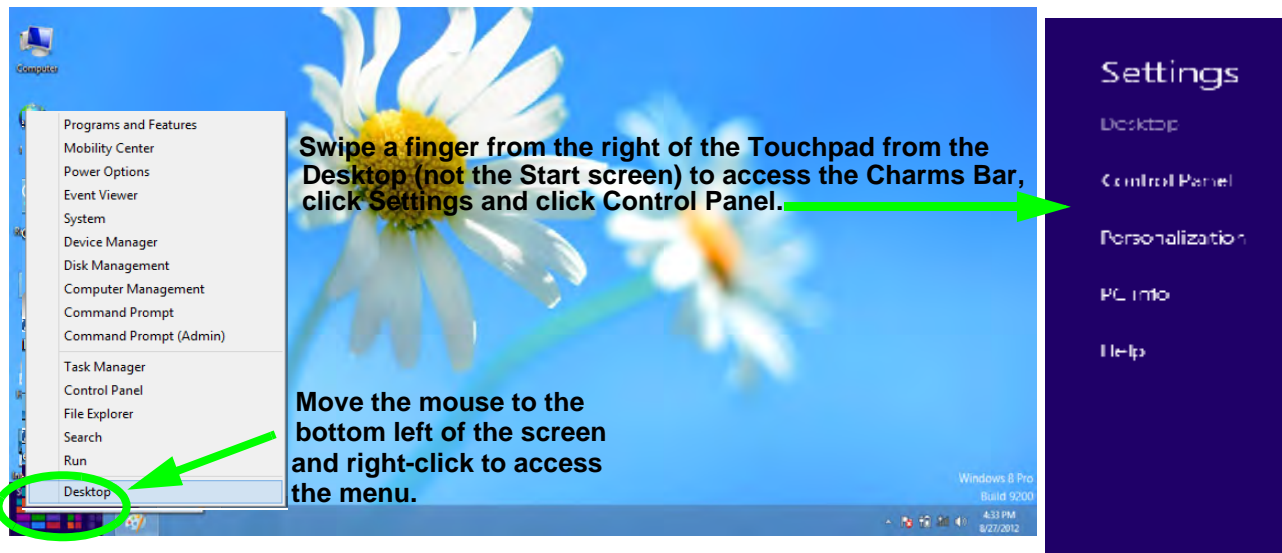 Computer
Programs and Features
Mobility Center
Power Options
Event Viewer
System
Device Manager
Disk Management
Computer Management
Command Prompt
Command Prompt (Admin)
Task Manager
Control Panel
File Explorer
Search
Run
Desktop
Swipe a finger from the right of the Touchpad from the
Desktop (not the Start screen) to access the Charms Bar,
click Settings and click Control Panel.
Move the mouse to the
bottom left of the screen
and right-click to access
the menu.
Windows 8 Pro
Build 9200
4:33 PM
8/27/2012
Settings
Desktop
Control Panel
Personalization
PC info
Help